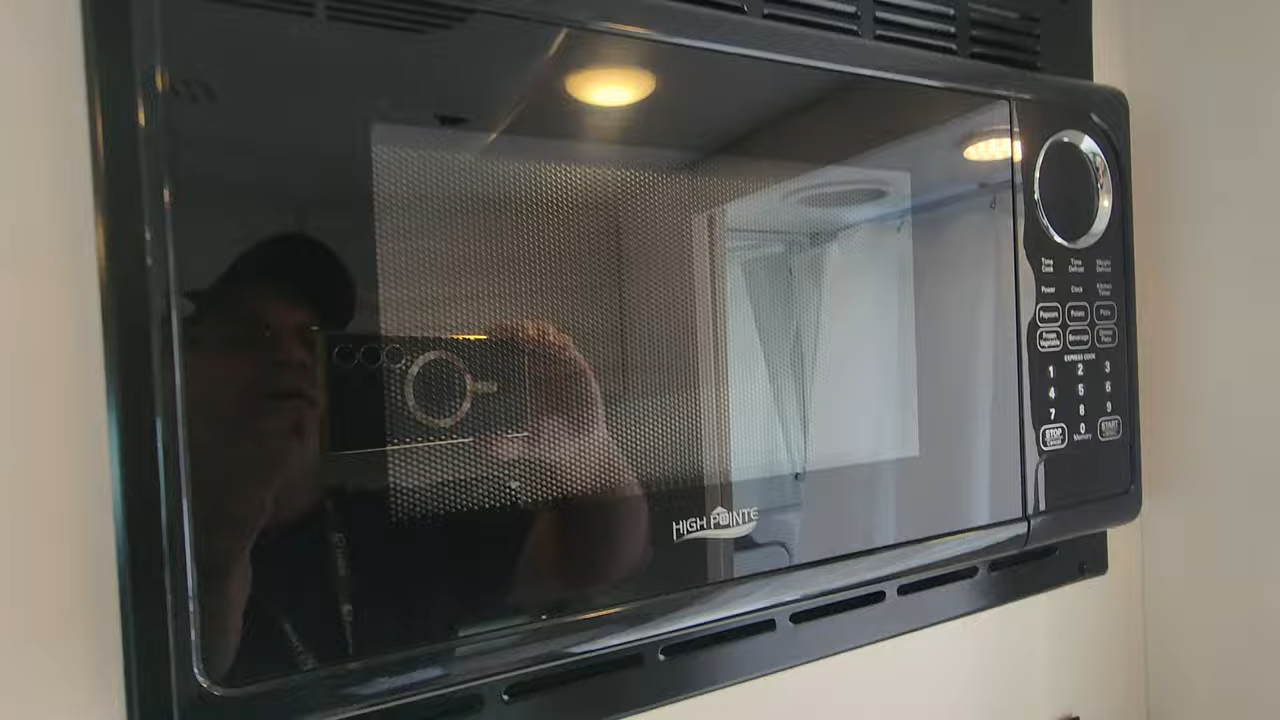 Time Cook Time Defrost Weight Defrost
Power Clock Kitchen Timer
Popcorn Potato Pizza
Frozen Vegetable Beverage Dinner Plate
EXPRESS COOK
1 2 3
4 5 6
7 8 9
STOP Cancel 0 Memory START
HIGH POINTE